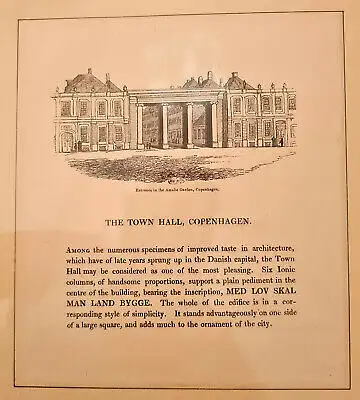 Entrance to the Amalie Garden, Copenhagen.
THE TOWN HALL, COPENHAGEN.
AMONG the numerous specimens of improved taste in architecture,
which have of late years sprung up in the Danish capital, the Town
Hall may be considered as one of the most pleasing. Six Ionic
columns, of handsome proportions, support a plain pediment in the
centre of the building, bearing the inscription, MED LOV SKAL
MAN LAND BYGGE. The whole of the edifice is in a cor-
responding style of simplicity. It stands advantageously on one side
of a large square, and adds much to the ornament of the city.